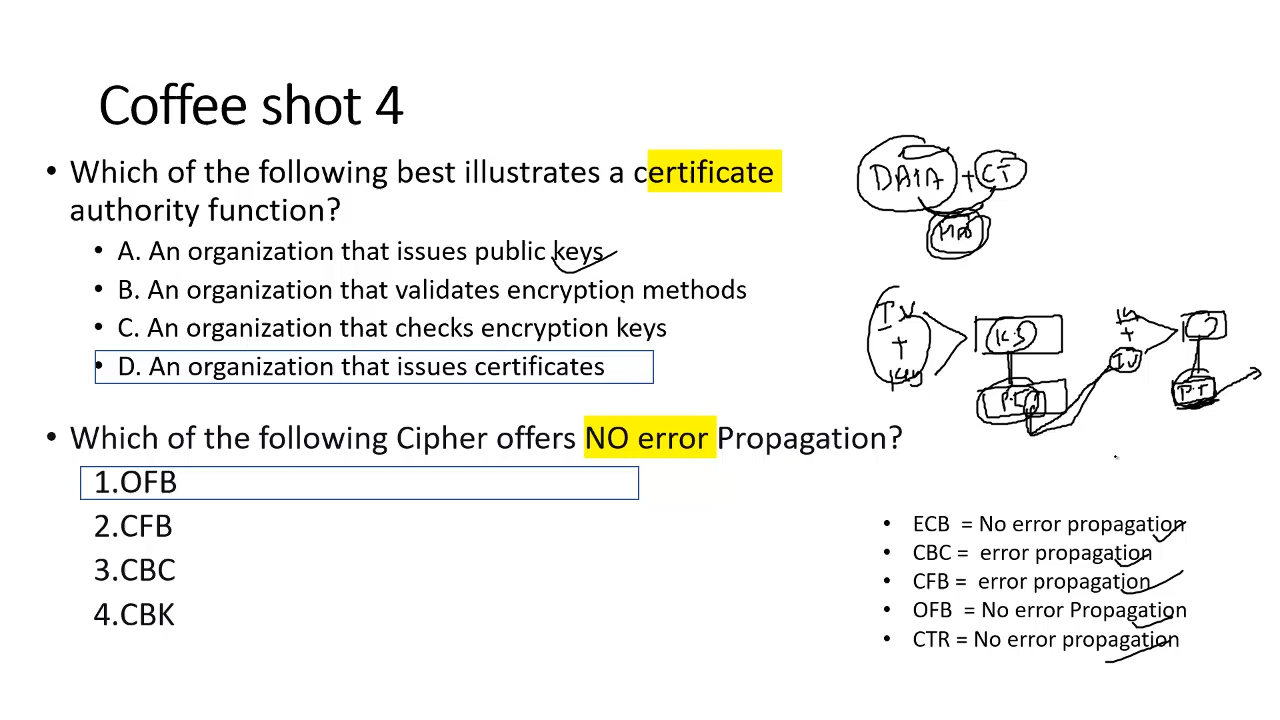 Coffee shot 4
• Which of the following best illustrates a certificate
authority function?
• A. An organization that issues public keys
• B. An organization that validates encryption methods
• C. An organization that checks encryption keys
• D. An organization that issues certificates
• Which of the following Cipher offers NO error Propagation?
1.OFB
2.CFB
3.CBC
4.CBK
DATA + CT
IV
+
Key
K.S
+
IV
P.T
• ECB = No error propagation
• CBC = error propagation
• CFB = error propagation
• OFB = No error Propagation
• CTR = No error propagation